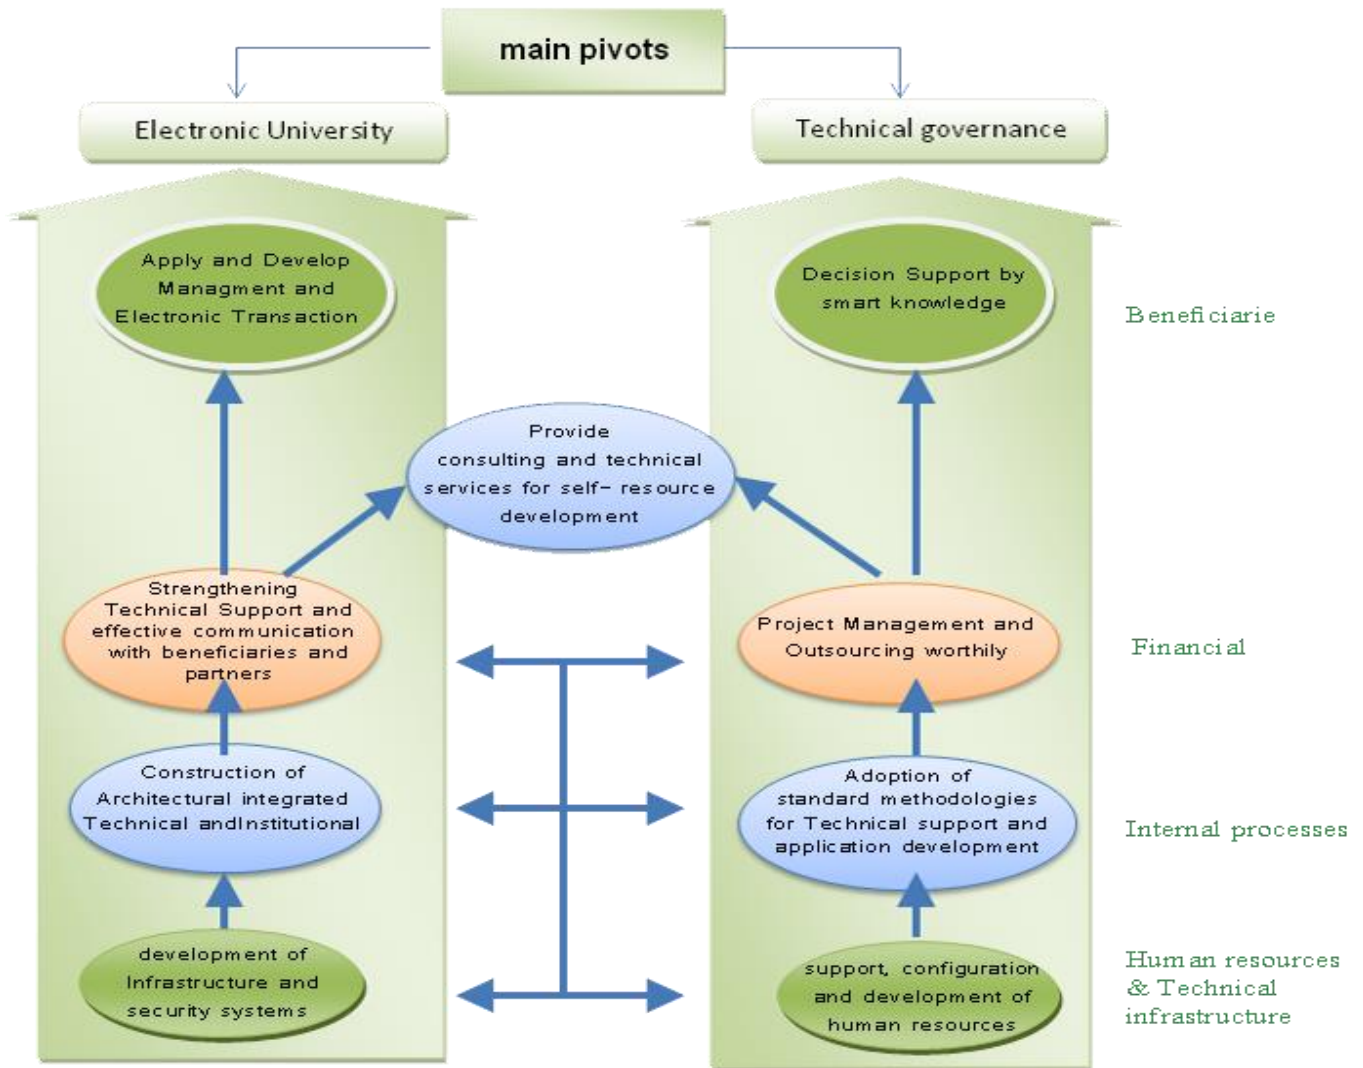 main pivots
Electronic University
Technical governance
Apply and Develop
Managment and
Electronic Transaction
Decision Support by
smart knowledge
Beneficiarie
Provide
consulting and technical
services for self- resource
development
Strengthening
Technical Support and
effective communication
with beneficiaries and
partners
Project Management and
Outsourcing worthily
Financial
Construction of
Architectural integrated
Technical andInstitutional
Adoption of
standard methodologies
for Technical support and
application development
Internal processes
development of
Infrastructure and
security systems
support, configuration
and development of
human resources
Human resources
& Technical
infrastructure